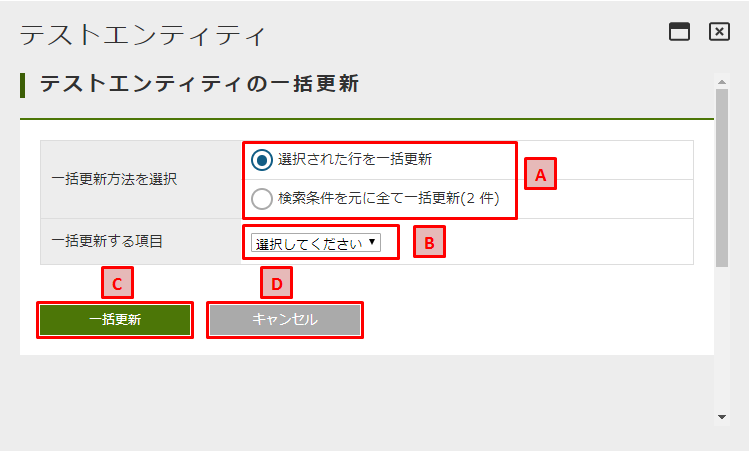 テストエンティティ
テストエンティティの一括更新
一括更新方法を選択
選択された行を一括更新
A
検索条件を元に全て一括更新(2 件)
一括更新する項目
選択してください
B
C
D
一括更新
キャンセル